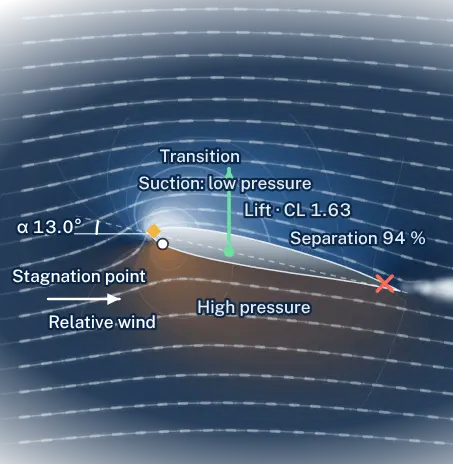 Transition
Suction: low pressure
Lift · CL 1.63
α 13.0°
Separation 94 %
Stagnation point
High pressure
Relative wind